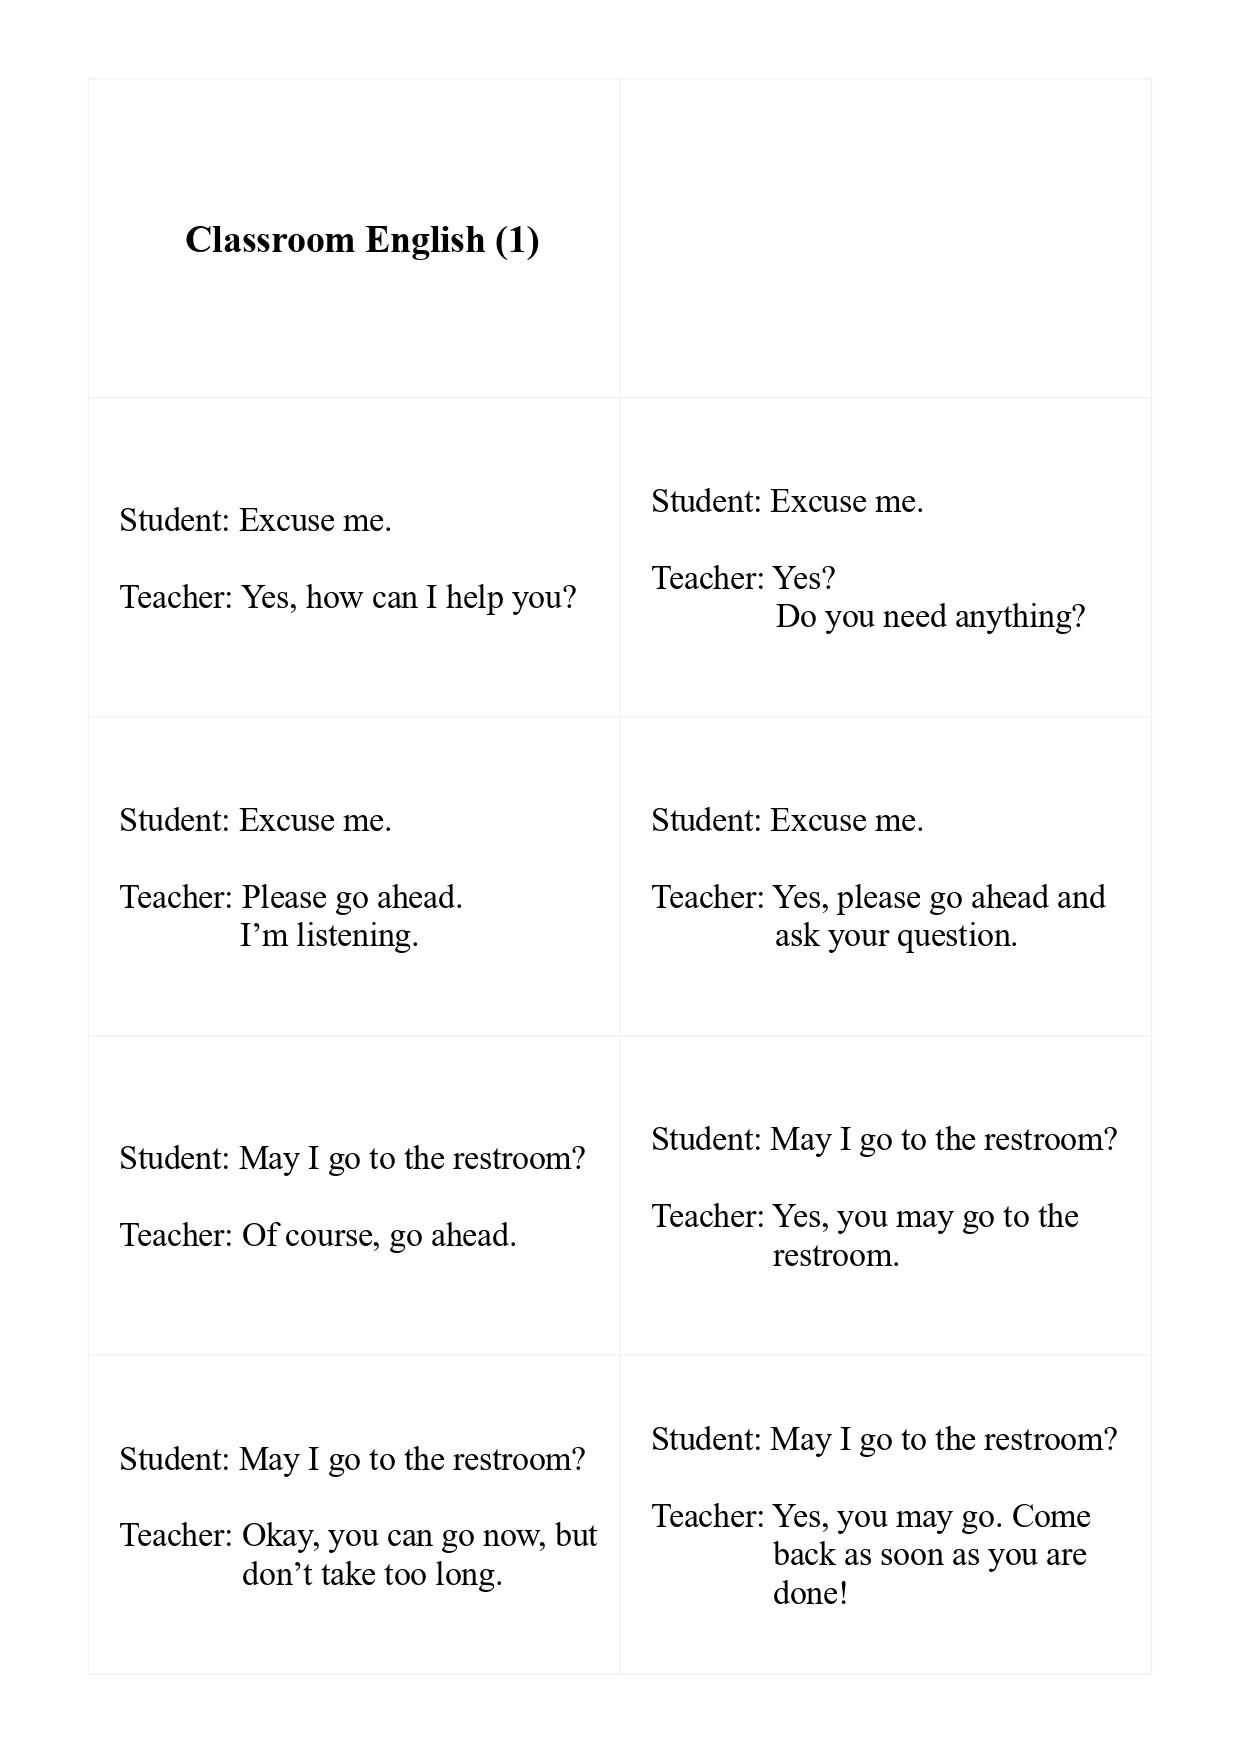 Classroom English (1)
Student: Excuse me.
Teacher: Yes, how can I help you?
Student: Excuse me.
Teacher: Yes?
Do you need anything?
Student: Excuse me.
Teacher: Please go ahead.
I’m listening.
Student: Excuse me.
Teacher: Yes, please go ahead and
ask your question.
Student: May I go to the restroom?
Teacher: Of course, go ahead.
Student: May I go to the restroom?
Teacher: Yes, you may go to the
restroom.
Student: May I go to the restroom?
Teacher: Okay, you can go now, but
don’t take too long.
Student: May I go to the restroom?
Teacher: Yes, you may go. Come
back as soon as you are
done!